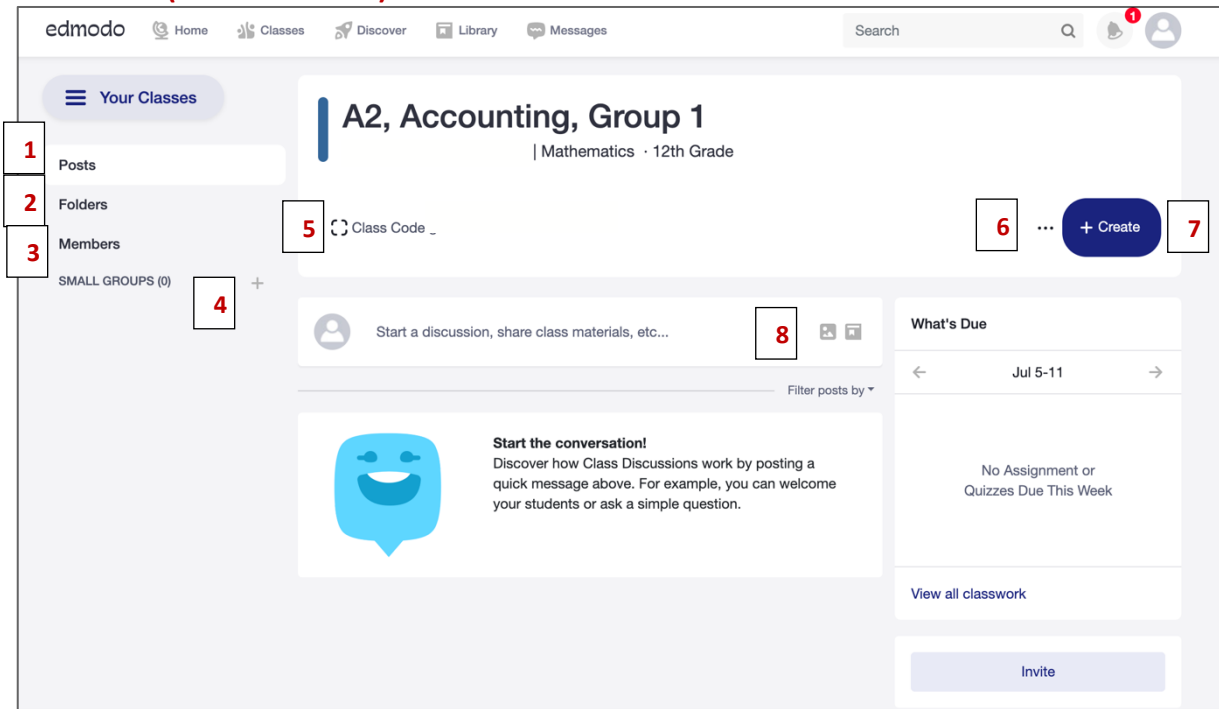 edmodo Home Classes Discover Library Messages Search 1
Your Classes
A2, Accounting, Group 1
| Mathematics · 12th Grade
1 Posts
2 Folders
3 Members
SMALL GROUPS (0) 4 +
5 Class Code _
6 ... + Create 7
Start a discussion, share class materials, etc... 8
Filter posts by
Start the conversation!
Discover how Class Discussions work by posting a
quick message above. For example, you can welcome
your students or ask a simple question.
What's Due
Jul 5-11
No Assignment or
Quizzes Due This Week
View all classwork
Invite